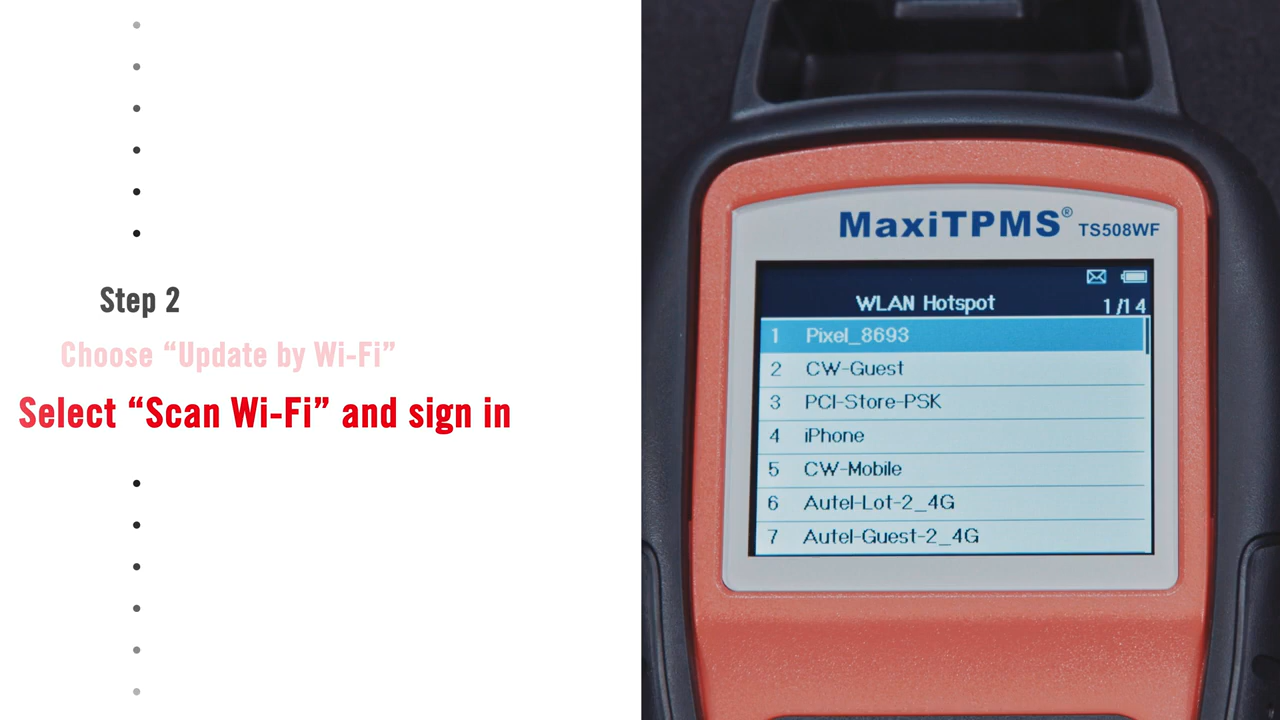 Step 2
Choose “Update by Wi-Fi”
Select “Scan Wi-Fi” and sign in
MaxiTPMS® TS508WF
WLAN Hotspot 1/14
1 Pixel_8693
2 CW-Guest
3 PCI-Store-PSK
4 iPhone
5 CW-Mobile
6 Autel-Lot-2_4G
7 Autel-Guest-2_4G